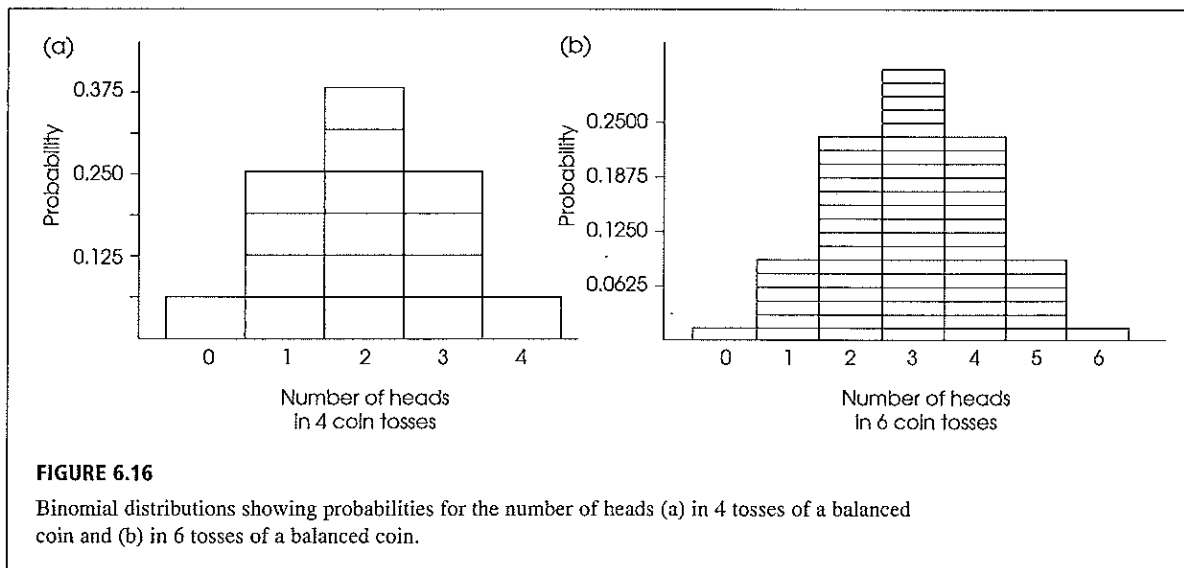 (a)
Probability
0.375
0.250
0.125
0 1 2 3 4
Number of heads
in 4 coin tosses
(b)
Probability
0.2500
0.1875
0.1250
0.0625
0 1 2 3 4 5 6
Number of heads
in 6 coin tosses
FIGURE 6.16
Binomial distributions showing probabilities for the number of heads (a) in 4 tosses of a balanced
coin and (b) in 6 tosses of a balanced coin.